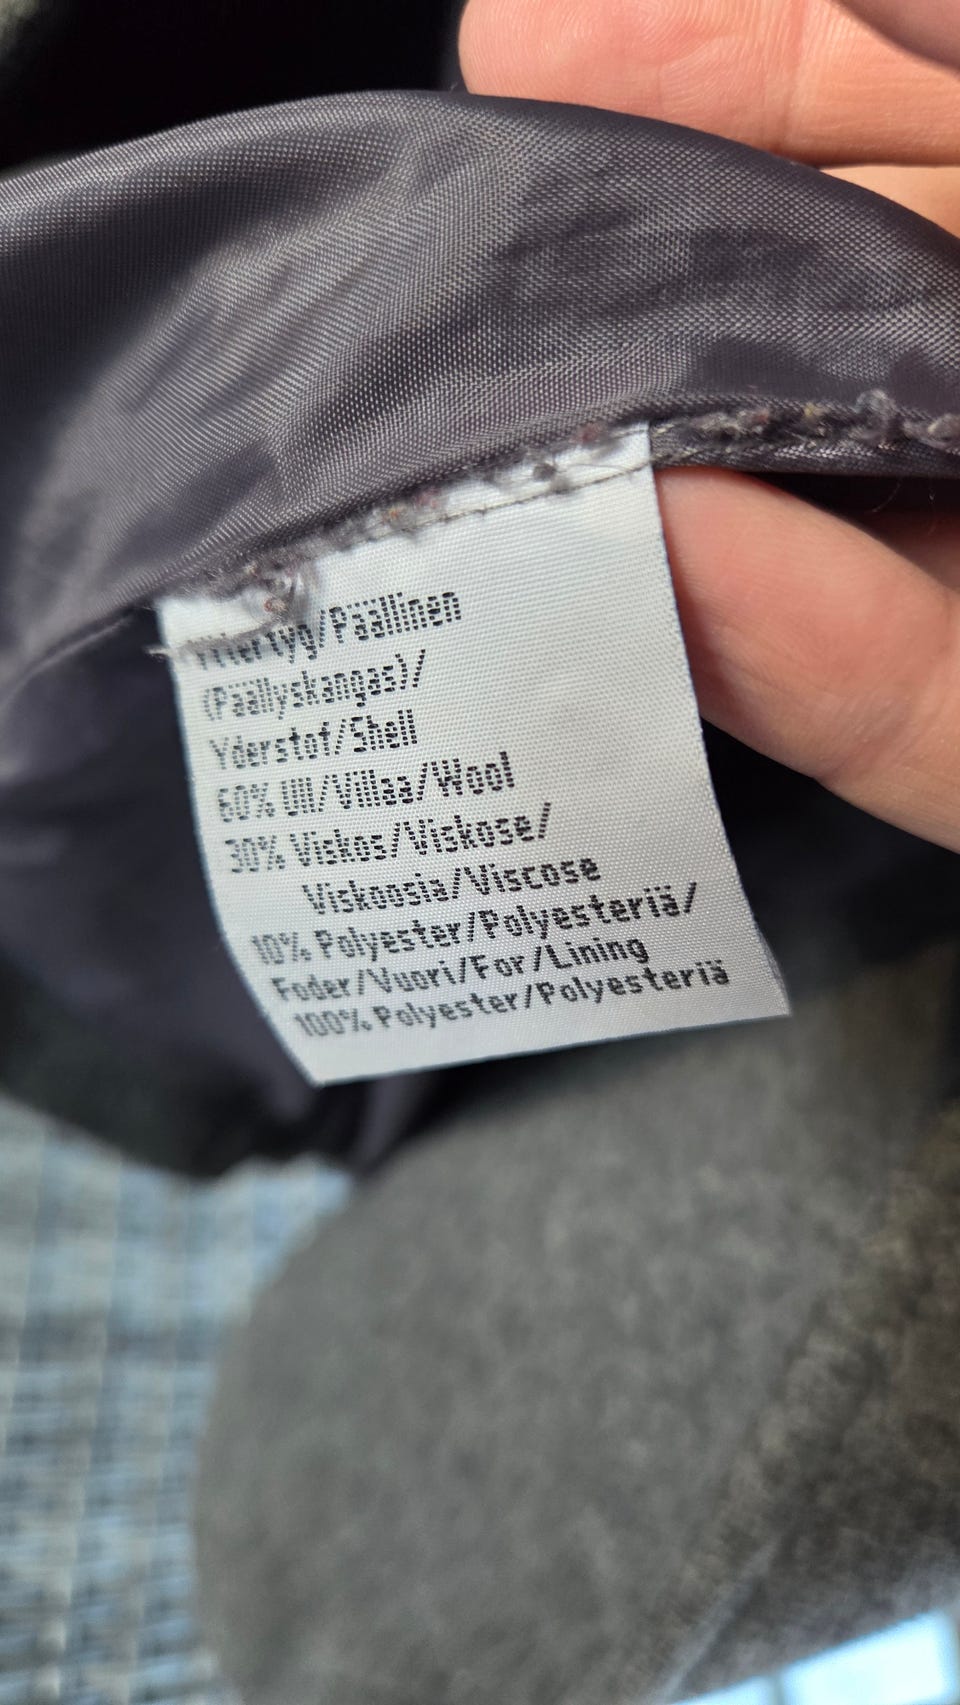 Yttertyg/Päällinen
(Päällyskangas)/
Yderstof/Shell
60% Ull/Villaa/Wool
30% Viskos/Viskose/
Viskoosia/Viscose
10% Polyester/Polyesteriä/
Foder/Vuori/For/Lining
100% Polyester/Polyesteriä